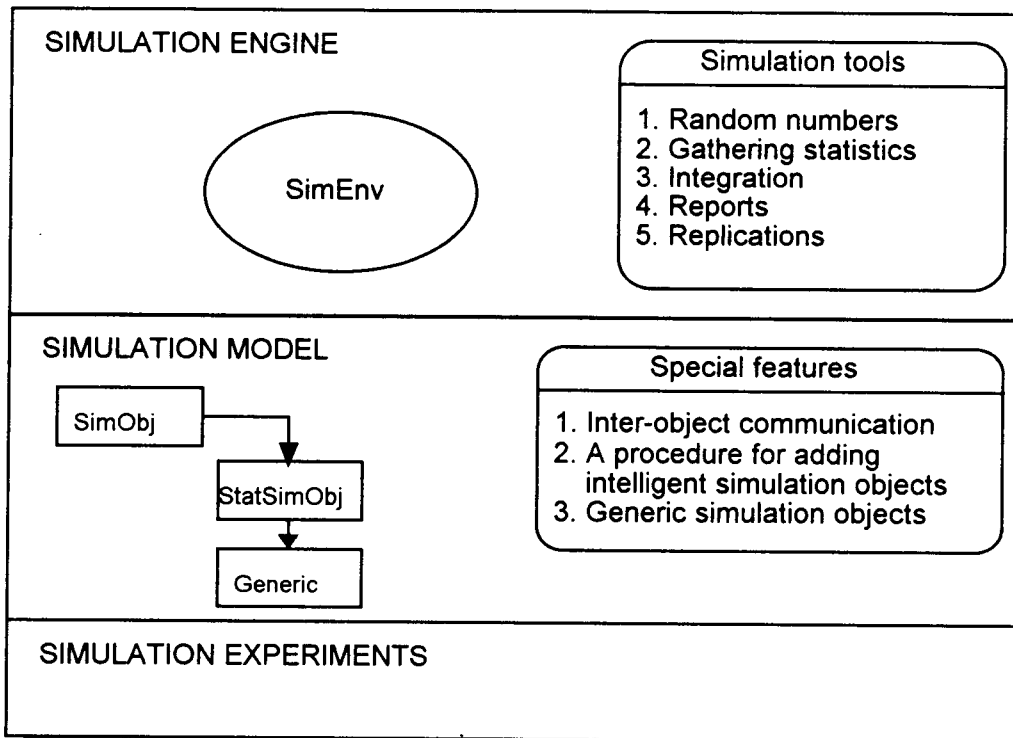 SIMULATION ENGINE
SimEnv
Simulation tools
1. Random numbers
2. Gathering statistics
3. Integration
4. Reports
5. Replications
SIMULATION MODEL
SimObj
StatSimObj
Generic
Special features
1. Inter-object communication
2. A procedure for adding
intelligent simulation objects
3. Generic simulation objects
SIMULATION EXPERIMENTS